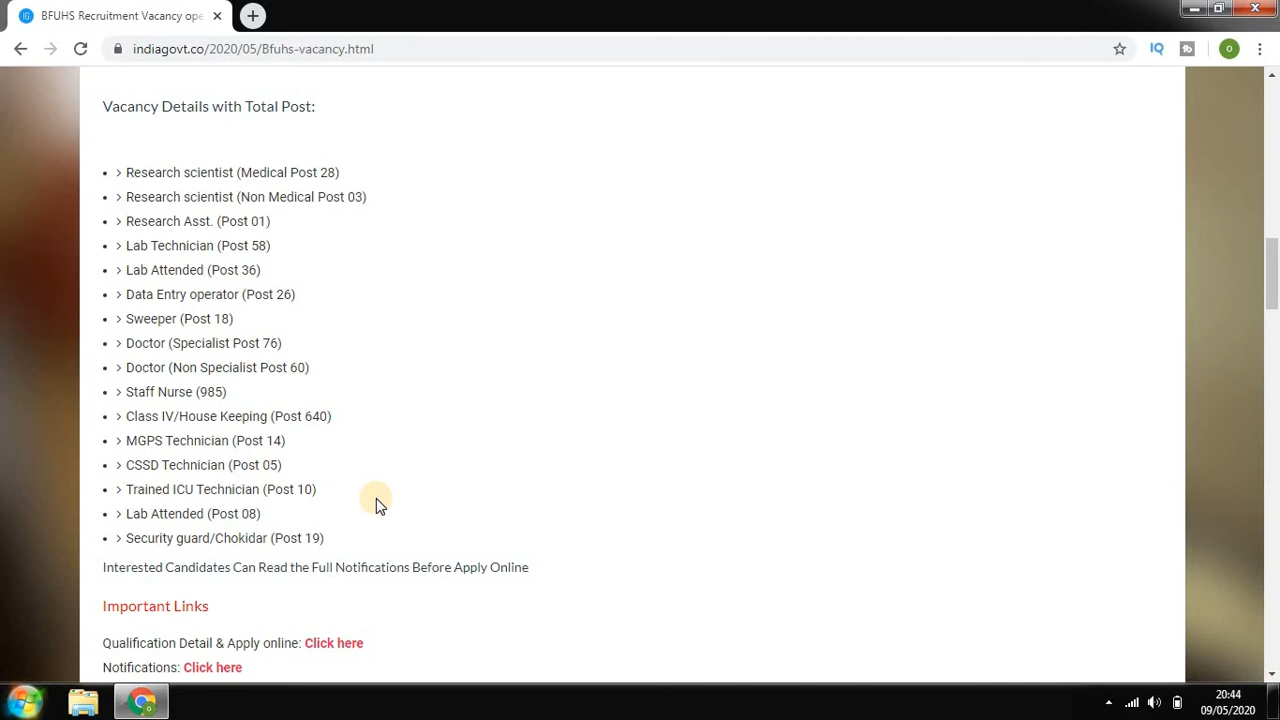 BFUHS Recruitment Vacancy ope
indiagovt.co/2020/05/Bfuhs-vacancy.html
Vacancy Details with Total Post:
> Research scientist (Medical Post 28)
> Research scientist (Non Medical Post 03)
> Research Asst. (Post 01)
> Lab Technician (Post 58)
> Lab Attended (Post 36)
> Data Entry operator (Post 26)
> Sweeper (Post 18)
> Doctor (Specialist Post 76)
> Doctor (Non Specialist Post 60)
> Staff Nurse (985)
> Class IV/House Keeping (Post 640)
> MGPS Technician (Post 14)
> CSSD Technician (Post 05)
> Trained ICU Technician (Post 10)
> Lab Attended (Post 08)
> Security guard/Chokidar (Post 19)
Interested Candidates Can Read the Full Notifications Before Apply Online
Important Links
Qualification Detail & Apply online: Click here
Notifications: Click here
20:44
09/05/2020